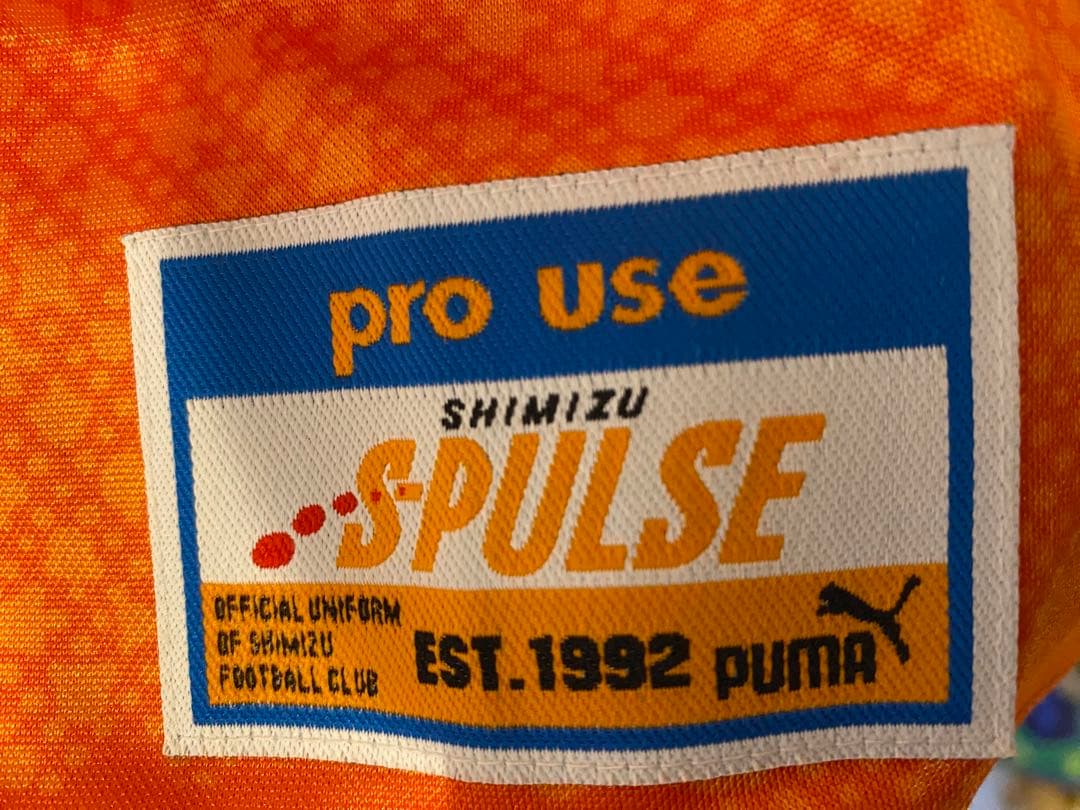 pro use
SHIMIZU
S-PULSE
OFFICIAL UNIFORM
OF SHIMIZU
FOOTBALL CLUB
EST.1992
PUMA